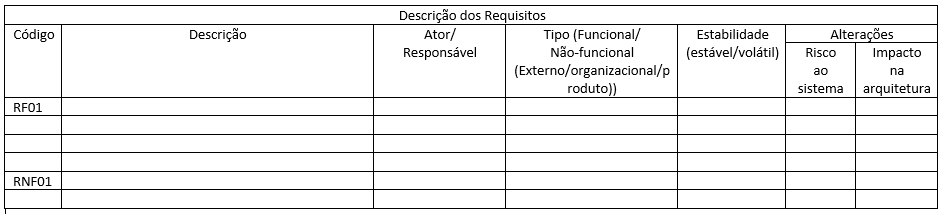 Descrição dos Requisitos
Código Descrição Ator/ Tipo (Funcional/ Estabilidade Alterações
Responsável Não-funcional (estável/volátil) Risco Impacto
(Externo/organizacional/p ao na
roduto)) sistema arquitetura
RF01
RNF01